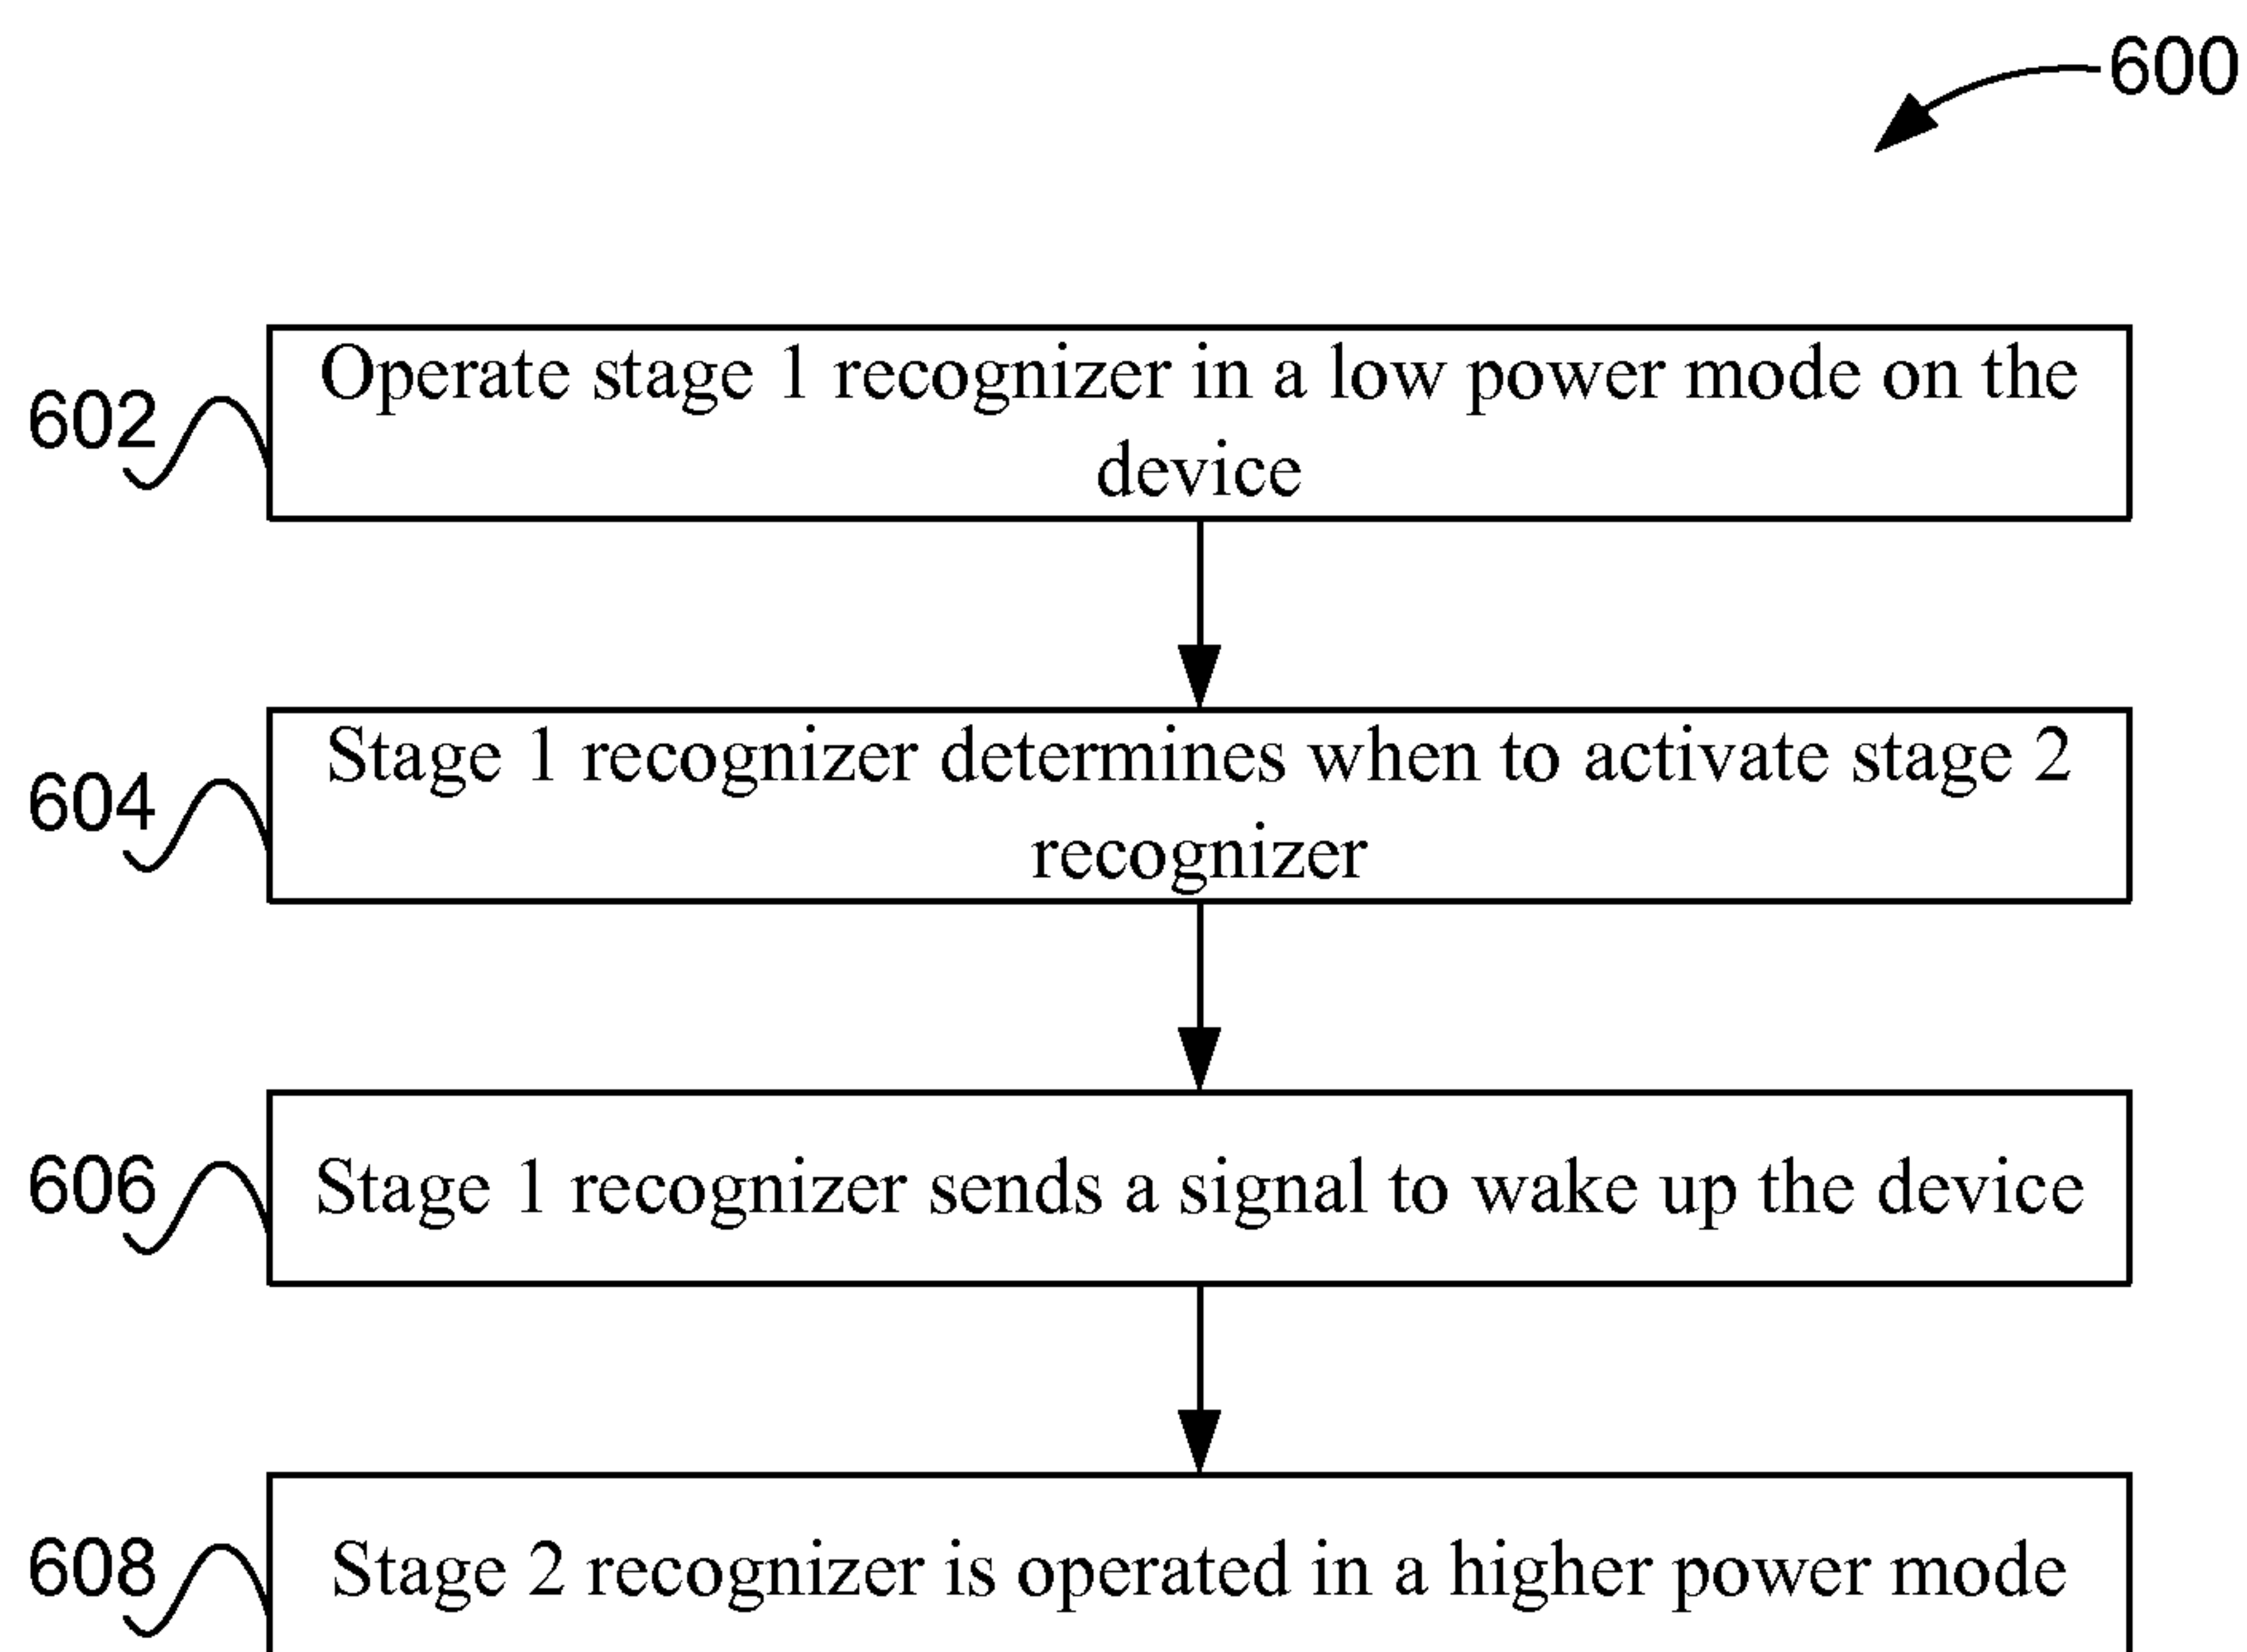 600
602
Operate stage 1 recognizer in a low power mode on the
device
604
Stage 1 recognizer determines when to activate stage 2
recognizer
606
Stage 1 recognizer sends a signal to wake up the device
608
Stage 2 recognizer is operated in a higher power mode